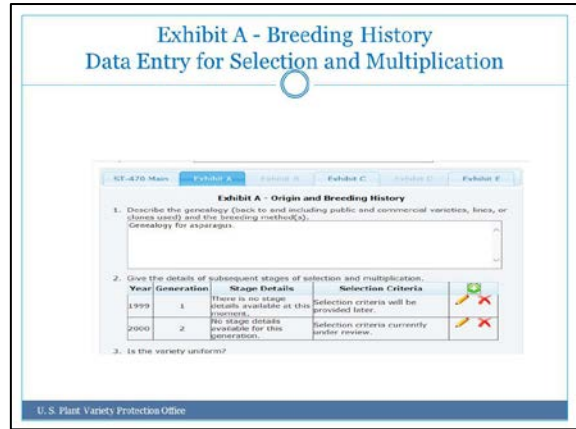 Exhibit A - Breeding History
Data Entry for Selection and Multiplication
ST-470 Main Exhibit A Exhibit B Exhibit C Exhibit D Exhibit E
Exhibit A - Origin and Breeding History
1. Describe the genealogy (back to and including public and commercial varieties, lines, or
clones used) and the breeding method(s).
Genealogy for asparagus.
2. Give the details of subsequent stages of selection and multiplication.
Year Generation Stage Details Selection Criteria
1999 1 There is no stage details available at this moment. Selection criteria will be provided later.
2000 2 No stage details available for this generation. Selection criteria currently under review.
3. Is the variety uniform?
U. S. Plant Variety Protection Office